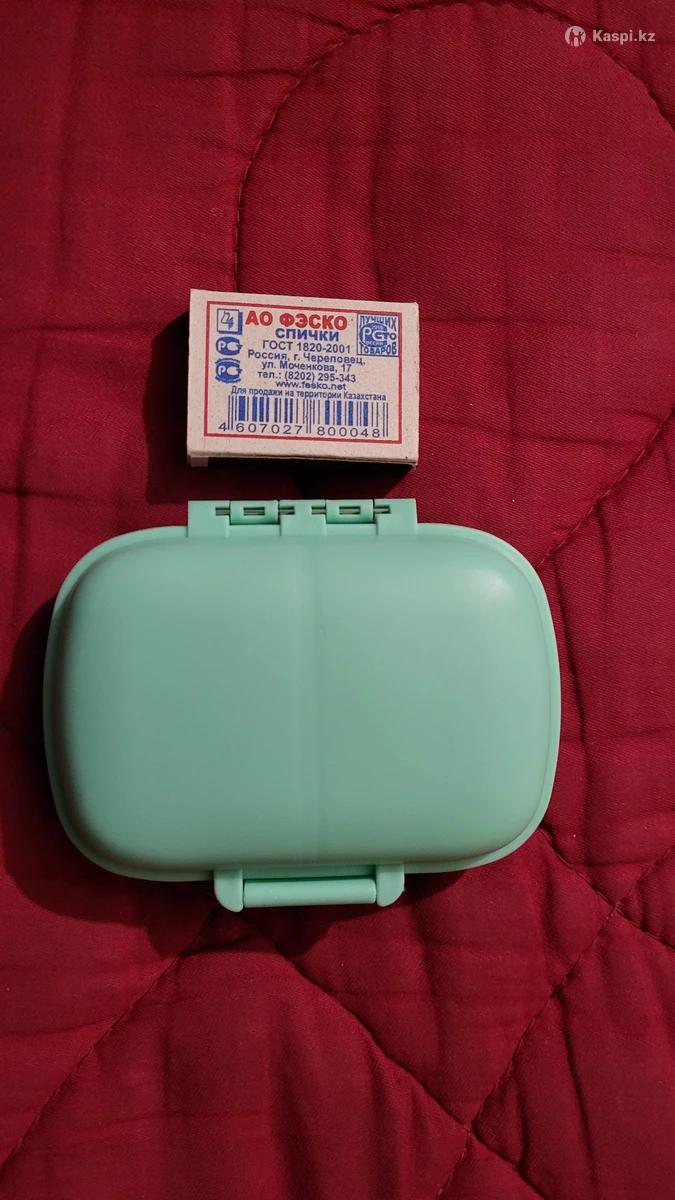 Kaspi.kz
АО ФЭСКО
СПИЧКИ
ГОСТ 1820-2001
Россия, г. Череповец,
ул. Моченкова, 17
тел.: (8202) 295-343
www.fesko.net
Для продажи на территории Казахстана
4 607027 800048
ЛУЧШИХ
ТОВАРОВ
РОССИИ